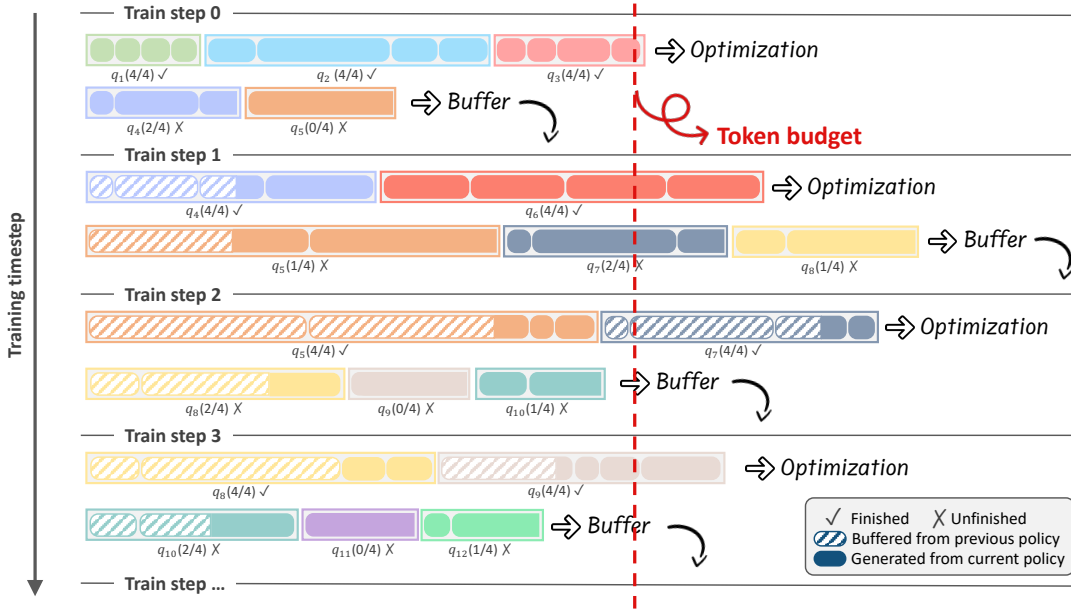 Training timestep
Train step 0
q₁(4/4) ✓ q₂ (4/4) ✓ q₃(4/4) ✓ Optimization
q₄(2/4) ✗ q₅(0/4) ✗ Buffer
Token budget
Train step 1
q₄(4/4) ✓ q₆(4/4) ✓ Optimization
q₅(1/4) ✗ q₇(2/4) ✗ q₈(1/4) ✗ Buffer
Train step 2
q₅(4/4) ✓ q₇(4/4) ✓ Optimization
q₈(2/4) ✗ q₉(0/4) ✗ q₁₀(1/4) ✗ Buffer
Train step 3
q₈(4/4) ✓ q₉(4/4) ✓ Optimization
q₁₀(2/4) ✗ q₁₁(0/4) ✗ q₁₂(1/4) ✗ Buffer
✓ Finished ✗ Unfinished
Buffered from previous policy
Generated from current policy
Train step ...